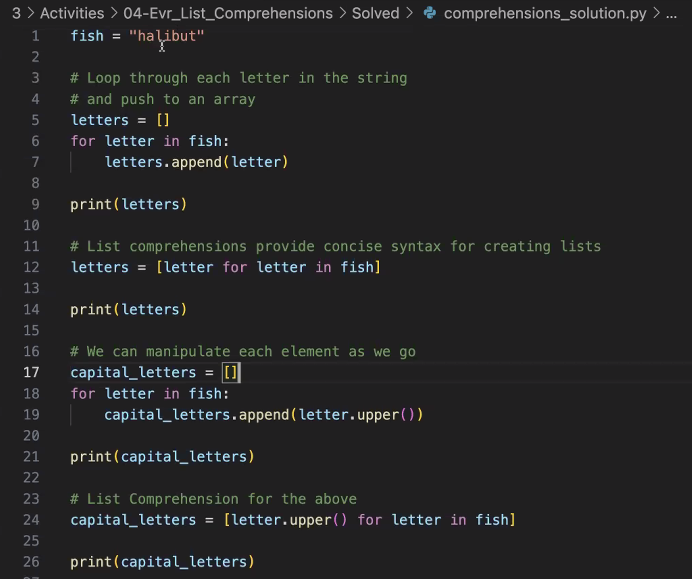 3 > Activities > 04-Evr_List_Comprehensions > Solved > comprehensions_solution.py > ...
1 fish = "halibut"
2
3 # Loop through each letter in the string
4 # and push to an array
5 letters = []
6 for letter in fish:
7     letters.append(letter)
8
9 print(letters)
10
11 # List comprehensions provide concise syntax for creating lists
12 letters = [letter for letter in fish]
13
14 print(letters)
15
16 # We can manipulate each element as we go
17 capital_letters = []
18 for letter in fish:
19     capital_letters.append(letter.upper())
20
21 print(capital_letters)
22
23 # List Comprehension for the above
24 capital_letters = [letter.upper() for letter in fish]
25
26 print(capital_letters)